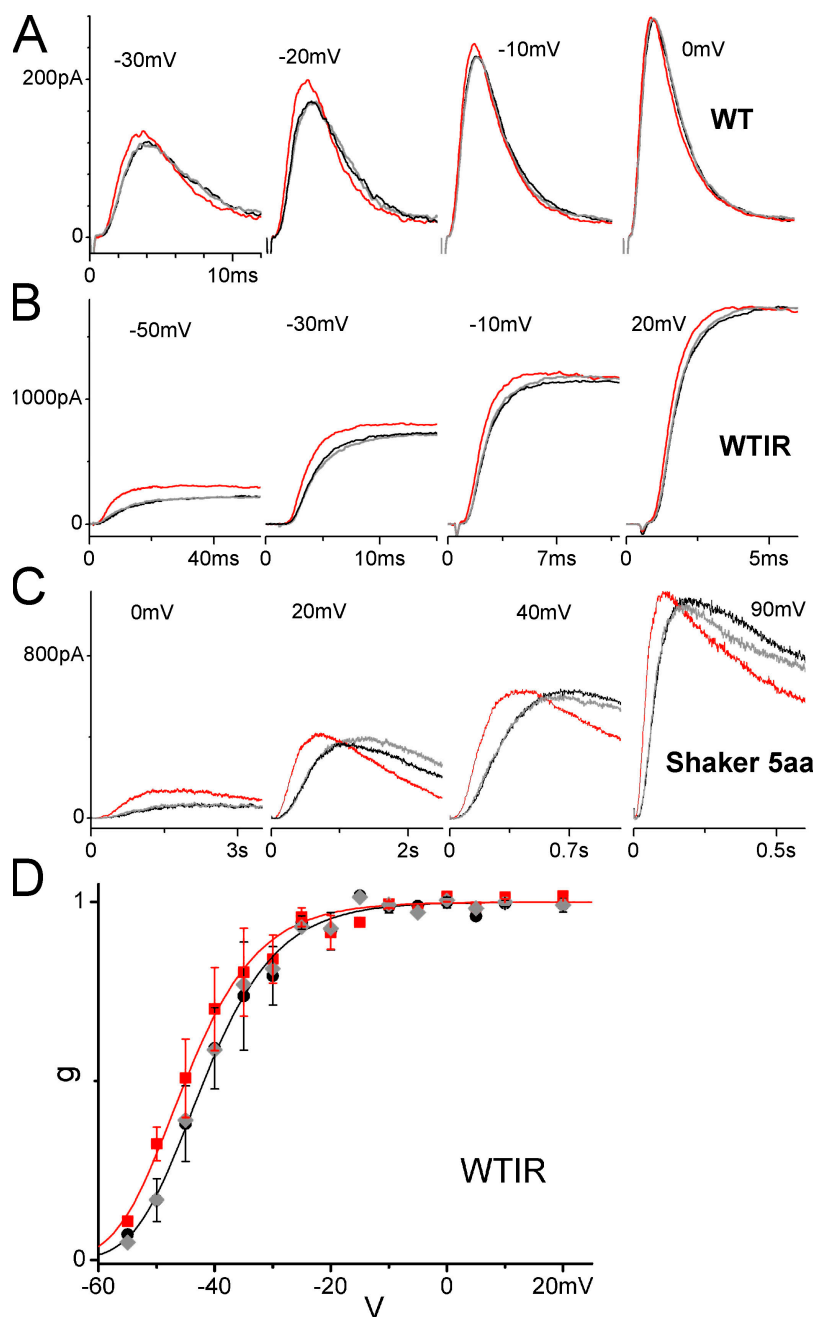 A
-30mV
-20mV
-10mV
0mV
200pA
WT
0
0
10ms
B
-50mV
-30mV
-10mV
20mV
1000pA
WTIR
0
0
40ms
0
10ms
0
7ms
0
5ms
C
0mV
20mV
40mV
90mV
800pA
Shaker 5aa
0
0
3s
0
2s
0
0.7s
0
0.5s
D
1
g
WTIR
0
-60
-40
-20
0
20mV
V